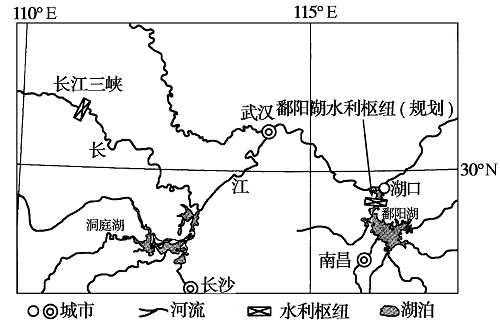 110°E
115°E
长江三峡
武汉
鄱阳湖水利枢纽(规划)
长
江
30°N
湖口
洞庭湖
鄱阳湖
南昌
长沙
城市
河流
水利枢纽
湖泊